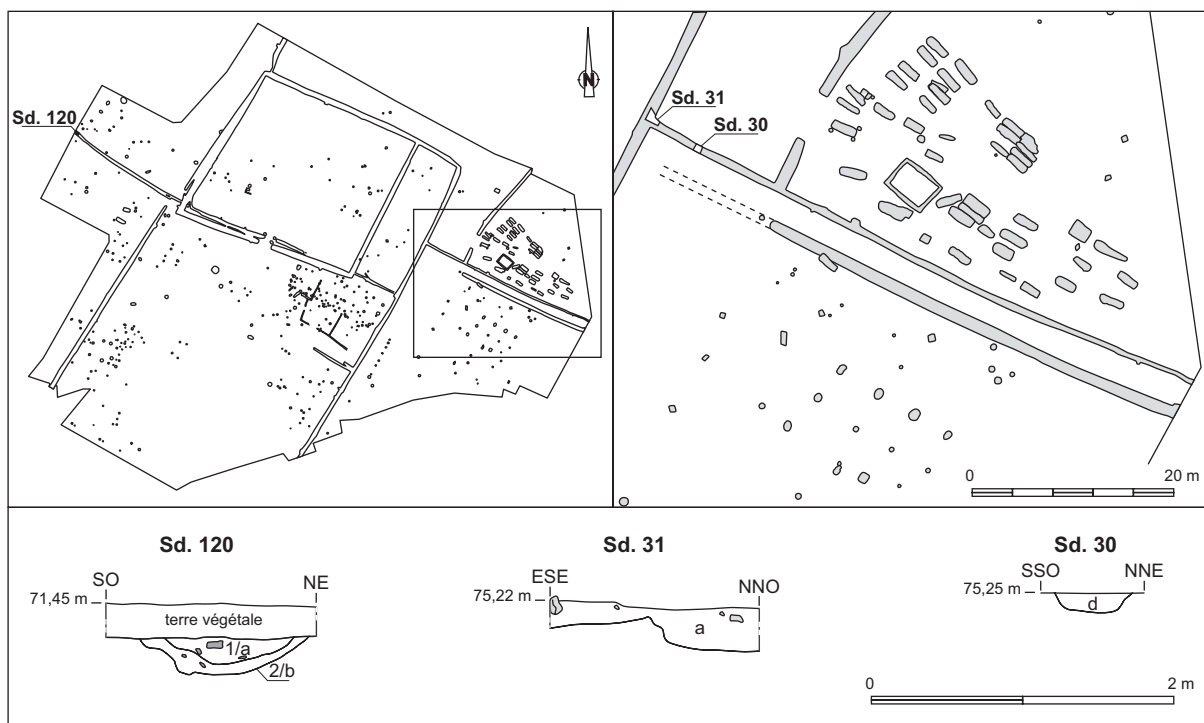 Sd. 120
N
Sd. 31
Sd. 30
0 20 m
Sd. 120
SO NE
71,45 m
terre végétale
1/a
2/b
Sd. 31
ESE NNO
75,22 m
a
Sd. 30
SSO NNE
75,25 m
d
0 2 m